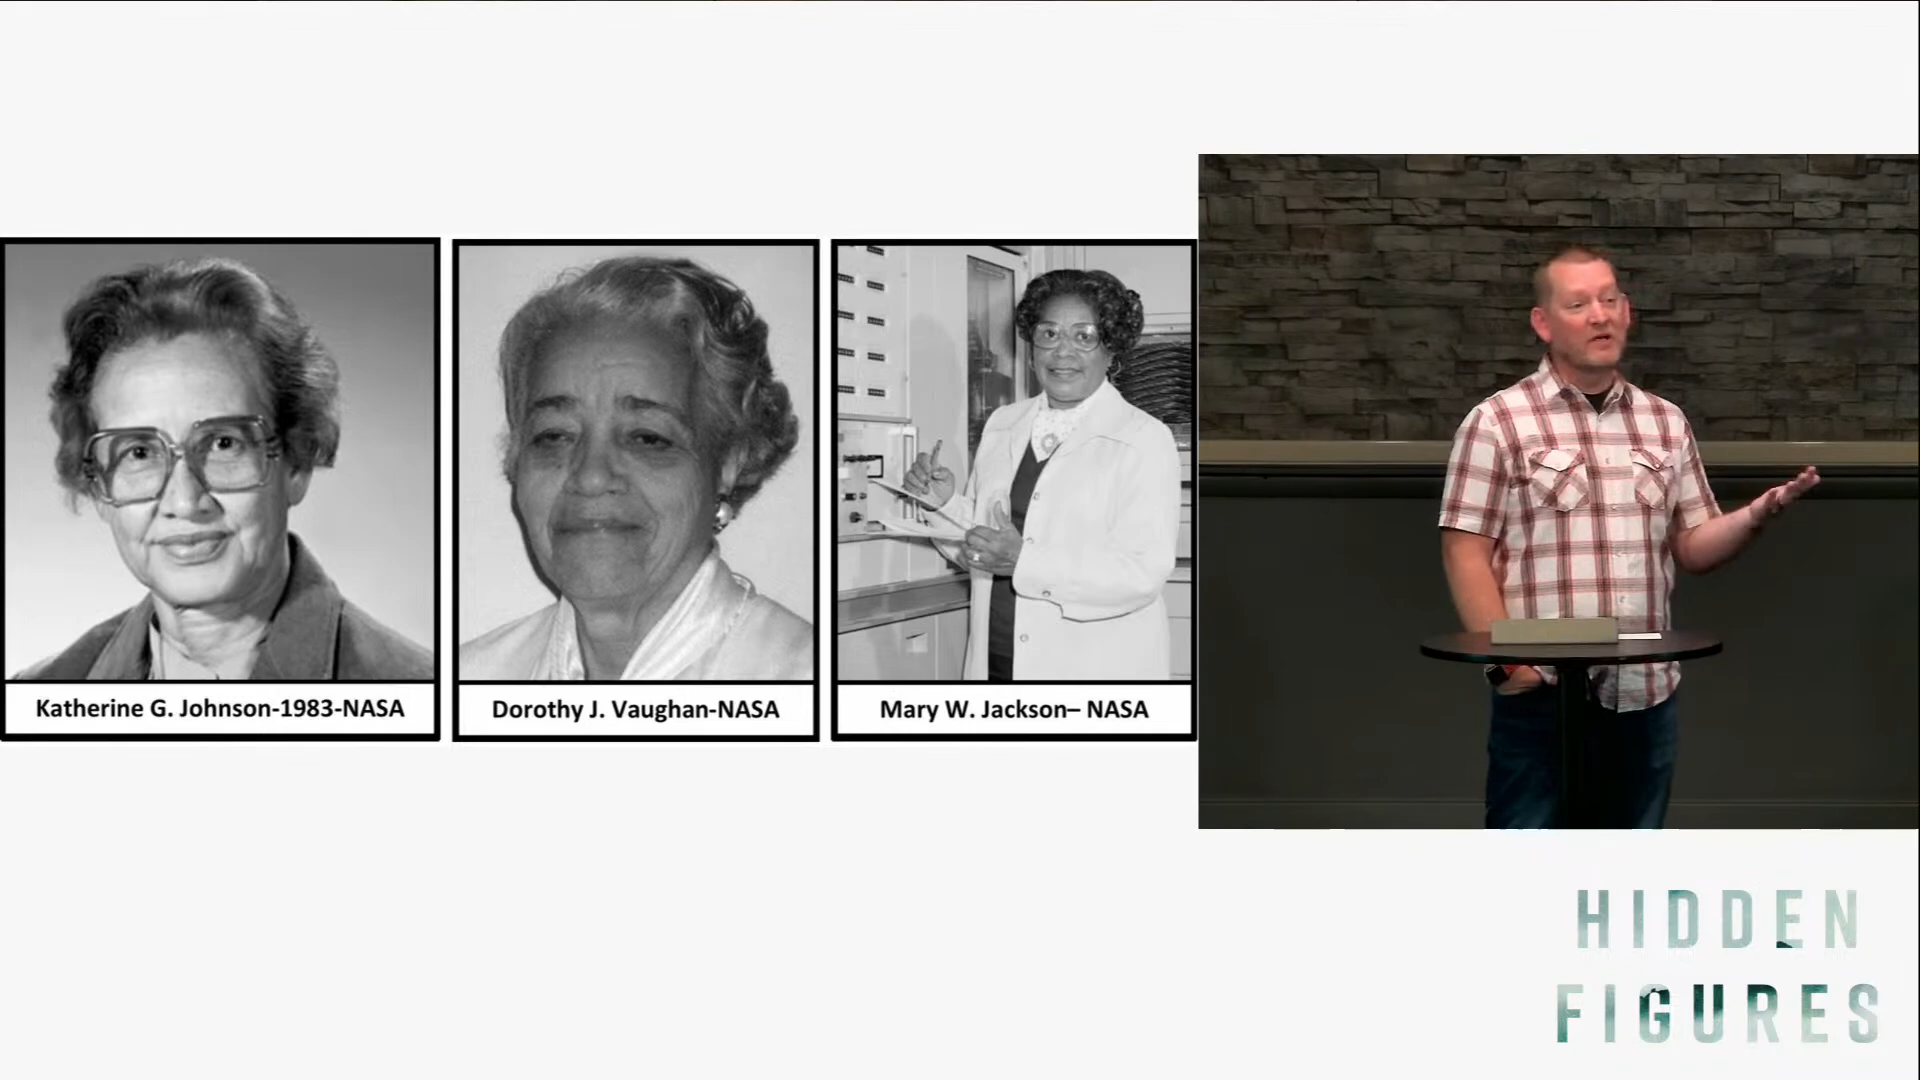 Katherine G. Johnson-1983-NASA
Dorothy J. Vaughan-NASA
Mary W. Jackson– NASA
HIDDEN
FIGURES